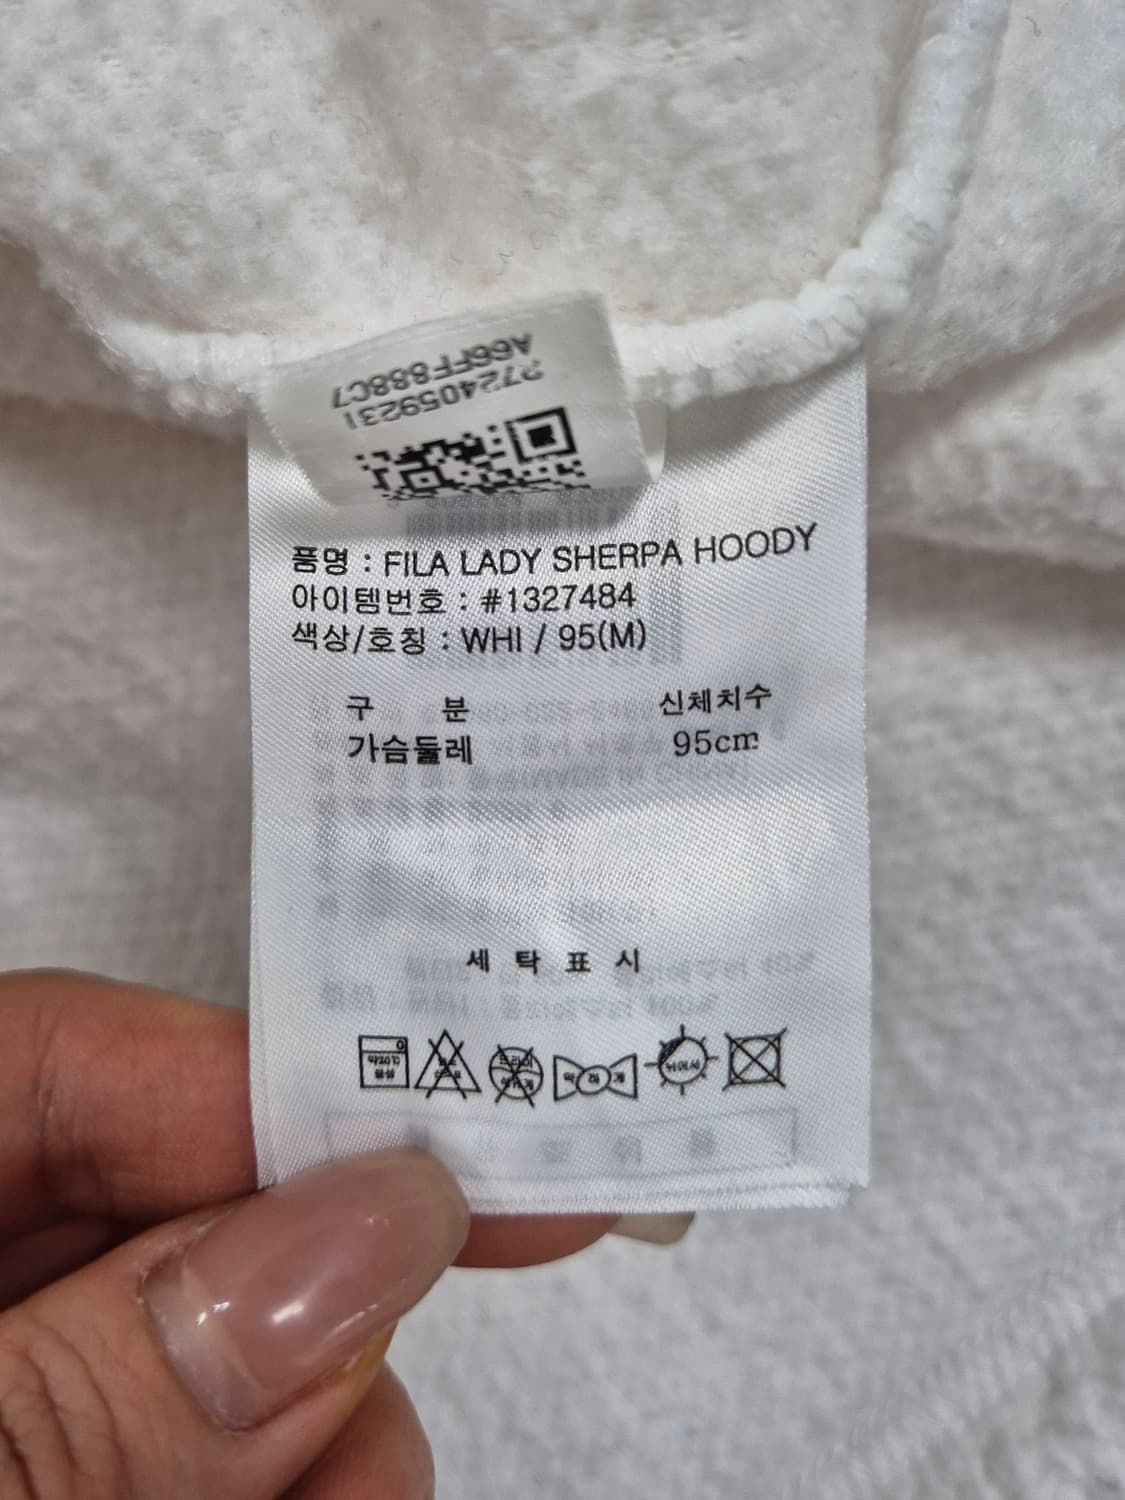 A66FF888C7
9724059231
품명 : FILA LADY SHERPA HOODY
아이템번호 : #1327484
색상/호칭 : WHI / 95(M)
구 분 신체치수
가슴둘레 95cm
세 탁 표 시